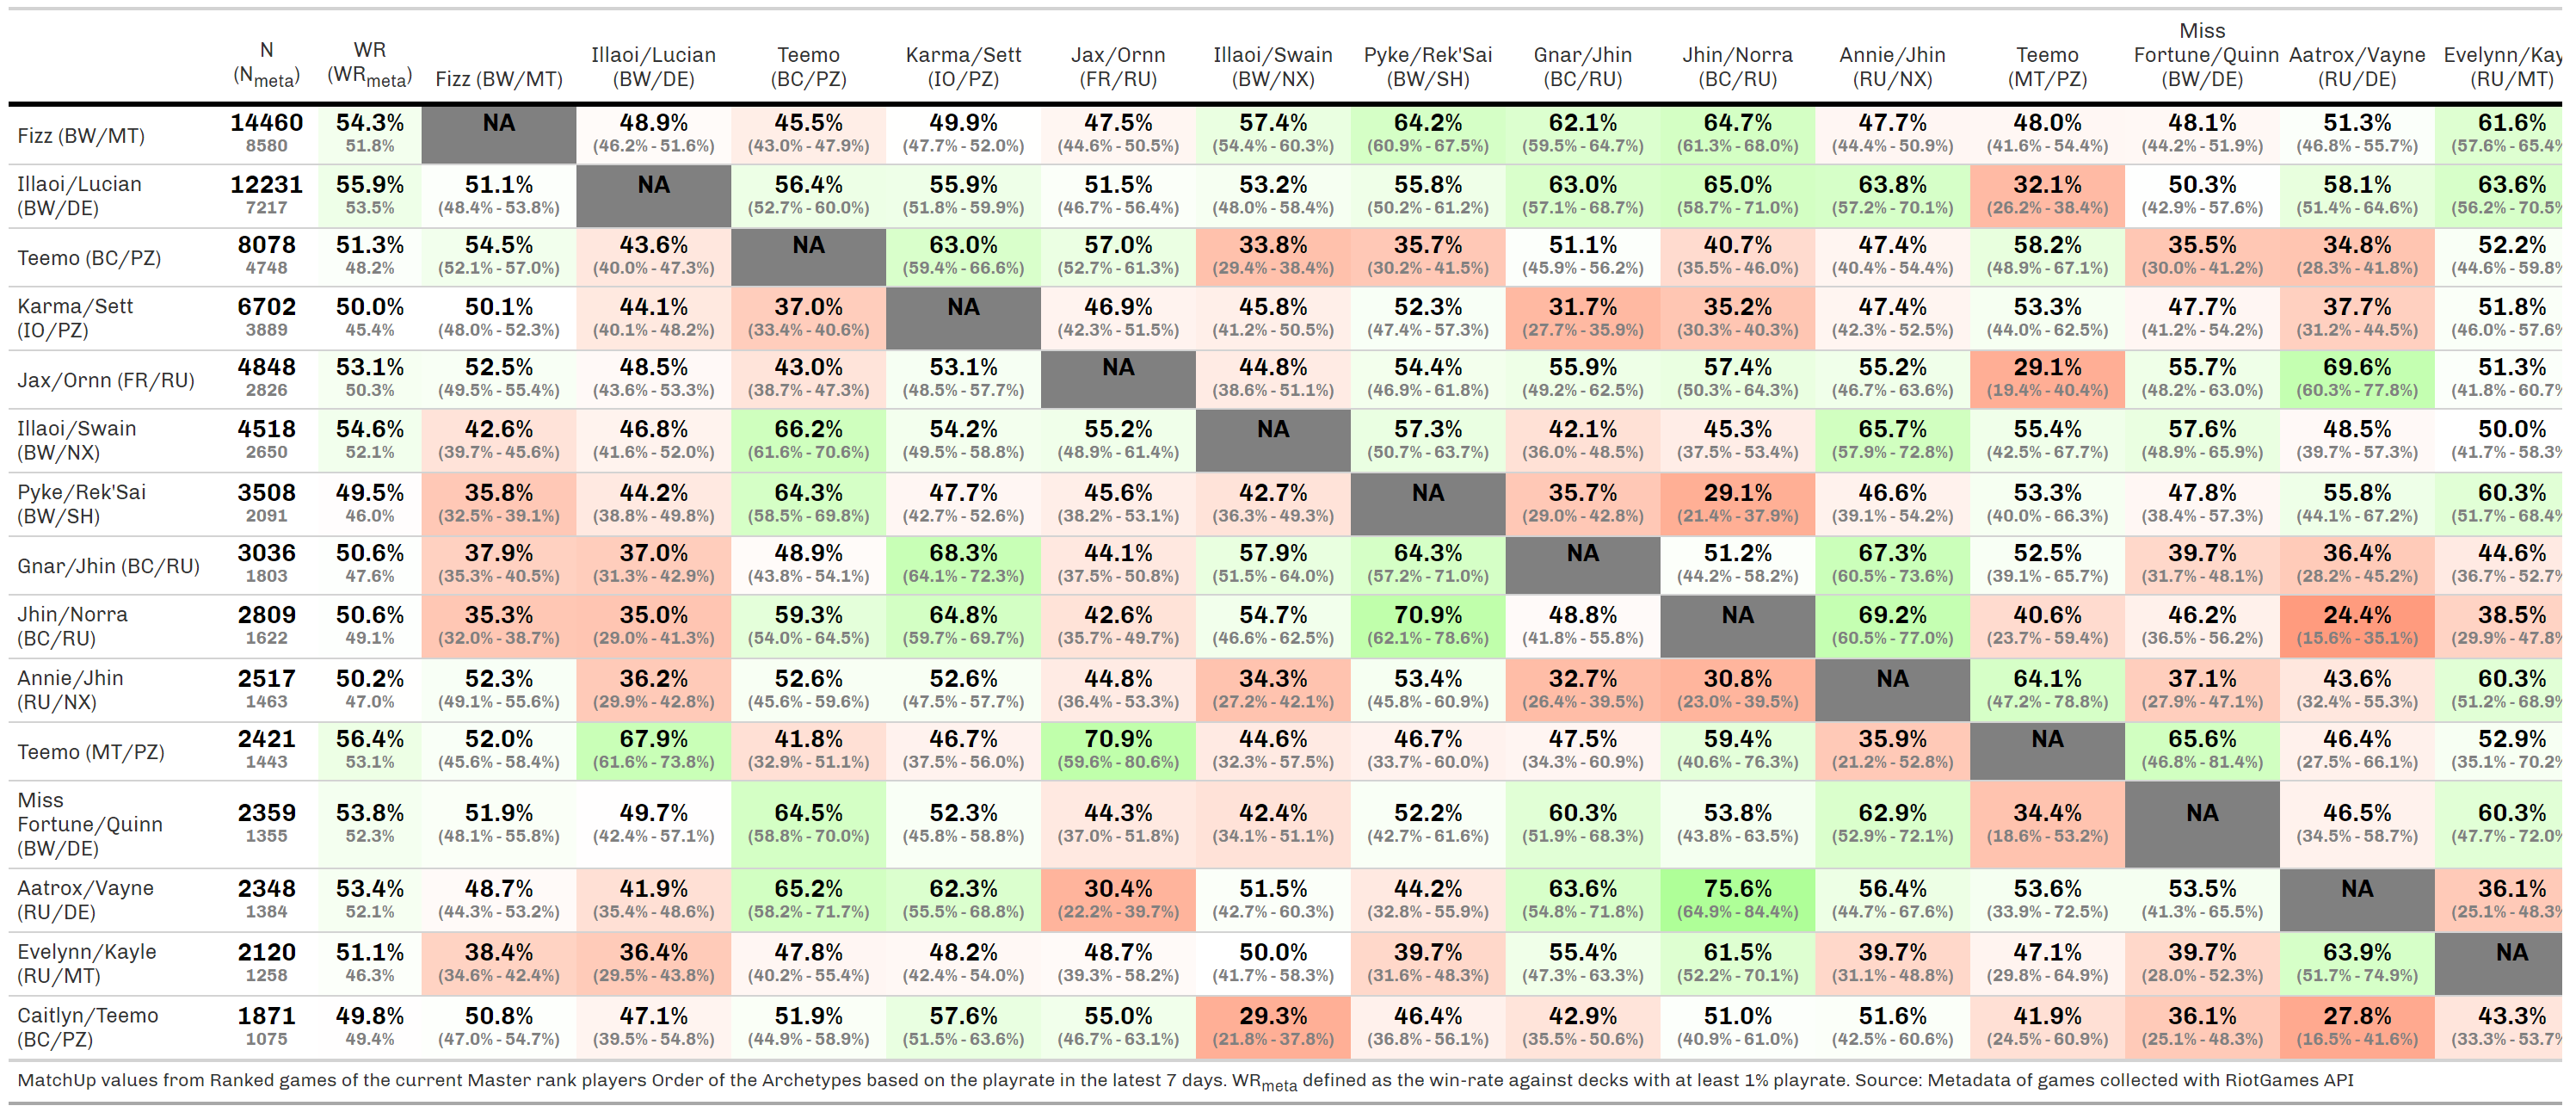 Miss
N WR Illaoi/Lucian Teemo Karma/Sett Jax/Ornn Illaoi/Swain Pyke/Rek'Sai Gnar/Jhin Jhin/Norra Annie/Jhin Teemo Fortune/Quinn Aatrox/Vayne Evelynn/Kay
(Nmeta) (WRmeta) Fizz (BW/MT) (BW/DE) (BC/PZ) (IO/PZ) (FR/RU) (BW/NX) (BW/SH) (BC/RU) (BC/RU) (RU/NX) (MT/PZ) (BW/DE) (RU/DE) (RU/MT)
Fizz (BW/MT) 14460 54.3% NA 48.9% 45.5% 49.9% 47.5% 57.4% 64.2% 62.1% 64.7% 47.7% 48.0% 48.1% 51.3% 61.6%
8580 51.8% (46.2% - 51.6%) (43.0% - 47.9%) (47.7% - 52.0%) (44.6% - 50.5%) (54.4% - 60.3%) (60.9% - 67.5%) (59.5% - 64.7%) (61.3% - 68.0%) (44.4% - 50.9%) (41.6% - 54.4%) (44.2% - 51.9%) (46.8% - 55.7%) (57.6% - 65.4%
Illaoi/Lucian 12231 55.9% 51.1% NA 56.4% 55.9% 51.5% 53.2% 55.8% 63.0% 65.0% 63.8% 32.1% 50.3% 58.1% 63.6%
(BW/DE) 7217 53.5% (48.4% - 53.8%) (52.7% - 60.0%) (51.8% - 59.9%) (46.7% - 56.4%) (48.0% - 58.4%) (50.2% - 61.2%) (57.1% - 68.7%) (58.7% - 71.0%) (57.2% - 70.1%) (26.2% - 38.4%) (42.9% - 57.6%) (51.4% - 64.6%) (56.2% - 70.5%
Teemo (BC/PZ) 8078 51.3% 54.5% 43.6% NA 63.0% 57.0% 33.8% 35.7% 51.1% 40.7% 47.4% 58.2% 35.5% 34.8% 52.2%
4748 48.2% (52.1% - 57.0%) (40.0% - 47.3%) (59.4% - 66.6%) (52.7% - 61.3%) (29.4% - 38.4%) (30.2% - 41.5%) (45.9% - 56.2%) (35.5% - 46.0%) (40.4% - 54.4%) (48.9% - 67.1%) (30.0% - 41.2%) (28.3% - 41.8%) (44.6% - 59.8%
Karma/Sett 6702 50.0% 50.1% 44.1% 37.0% NA 46.9% 45.8% 52.3% 31.7% 35.2% 47.4% 53.3% 47.7% 37.7% 51.8%
(IO/PZ) 3889 45.4% (48.0% - 52.3%) (40.1% - 48.2%) (33.4% - 40.6%) (42.3% - 51.5%) (41.2% - 50.5%) (47.4% - 57.3%) (27.7% - 35.9%) (30.3% - 40.3%) (42.3% - 52.5%) (44.0% - 62.5%) (41.2% - 54.2%) (31.2% - 44.5%) (46.0% - 57.6%
Jax/Ornn (FR/RU) 4848 53.1% 52.5% 48.5% 43.0% 53.1% NA 44.8% 54.4% 55.9% 57.4% 55.2% 29.1% 55.7% 69.6% 51.3%
2826 50.3% (49.5% - 55.4%) (43.6% - 53.3%) (38.7% - 47.3%) (48.5% - 57.7%) (38.6% - 51.1%) (46.9% - 61.8%) (49.2% - 62.5%) (50.3% - 64.3%) (46.7% - 63.6%) (19.4% - 40.4%) (48.2% - 63.0%) (60.3% - 77.8%) (41.8% - 60.7%
Illaoi/Swain 4518 54.6% 42.6% 46.8% 66.2% 54.2% 55.2% NA 57.3% 42.1% 45.3% 65.7% 55.4% 57.6% 48.5% 50.0%
(BW/NX) 2650 52.1% (39.7% - 45.6%) (41.6% - 52.0%) (61.6% - 70.6%) (49.5% - 58.8%) (48.9% - 61.4%) (50.7% - 63.7%) (36.0% - 48.5%) (37.5% - 53.4%) (57.9% - 72.8%) (42.5% - 67.7%) (48.9% - 65.9%) (39.7% - 57.3%) (41.7% - 58.3%
Pyke/Rek'Sai 3508 49.5% 35.8% 44.2% 64.3% 47.7% 45.6% 42.7% NA 35.7% 29.1% 46.6% 53.3% 47.8% 55.8% 60.3%
(BW/SH) 2091 46.0% (32.5% - 39.1%) (38.8% - 49.8%) (58.5% - 69.8%) (42.7% - 52.6%) (38.2% - 53.1%) (36.3% - 49.3%) (29.0% - 42.8%) (21.4% - 37.9%) (39.1% - 54.2%) (40.0% - 66.3%) (38.4% - 57.3%) (44.1% - 67.2%) (51.7% - 68.4%
Gnar/Jhin (BC/RU) 3036 50.6% 37.9% 37.0% 48.9% 68.3% 44.1% 57.9% 64.3% NA 51.2% 67.3% 52.5% 39.7% 36.4% 44.6%
1803 47.6% (35.3% - 40.5%) (31.3% - 42.9%) (43.8% - 54.1%) (64.1% - 72.3%) (37.5% - 50.8%) (51.5% - 64.0%) (57.2% - 71.0%) (44.2% - 58.2%) (60.5% - 73.6%) (39.1% - 65.7%) (31.7% - 48.1%) (28.2% - 45.2%) (36.7% - 52.7%
Jhin/Norra 2809 50.6% 35.3% 35.0% 59.3% 64.8% 42.6% 54.7% 70.9% 48.8% NA 69.2% 40.6% 46.2% 24.4% 38.5%
(BC/RU) 1622 49.1% (32.0% - 38.7%) (29.0% - 41.3%) (54.0% - 64.5%) (59.7% - 69.7%) (35.7% - 49.7%) (46.6% - 62.5%) (62.1% - 78.6%) (41.8% - 55.8%) (60.5% - 77.0%) (23.7% - 59.4%) (36.5% - 56.2%) (15.6% - 35.1%) (29.9% - 47.8%
Annie/Jhin 2517 50.2% 52.3% 36.2% 52.6% 52.6% 44.8% 34.3% 53.4% 32.7% 30.8% NA 64.1% 37.1% 43.6% 60.3%
(RU/NX) 1463 47.0% (49.1% - 55.6%) (29.9% - 42.8%) (45.6% - 59.6%) (47.5% - 57.7%) (36.4% - 53.3%) (27.2% - 42.1%) (45.8% - 60.9%) (26.4% - 39.5%) (23.0% - 39.5%) (47.2% - 78.8%) (27.9% - 47.1%) (32.4% - 55.3%) (51.2% - 68.9%
Teemo (MT/PZ) 2421 56.4% 52.0% 67.9% 41.8% 46.7% 70.9% 44.6% 46.7% 47.5% 59.4% 35.9% NA 65.6% 46.4% 52.9%
1443 53.1% (45.6% - 58.4%) (61.6% - 73.8%) (32.9% - 51.1%) (37.5% - 56.0%) (59.6% - 80.6%) (32.3% - 57.5%) (33.7% - 60.0%) (34.3% - 60.9%) (40.6% - 76.3%) (21.2% - 52.8%) (46.8% - 81.4%) (27.5% - 66.1%) (35.1% - 70.2%
Miss
Fortune/Quinn 2359 53.8% 51.9% 49.7% 64.5% 52.3% 44.3% 42.4% 52.2% 60.3% 53.8% 62.9% 34.4% NA 46.5% 60.3%
(BW/DE) 1355 52.3% (48.1% - 55.8%) (42.4% - 57.1%) (58.8% - 70.0%) (45.8% - 58.8%) (37.0% - 51.8%) (34.1% - 51.1%) (42.7% - 61.6%) (51.9% - 68.3%) (43.8% - 63.5%) (52.9% - 72.1%) (18.6% - 53.2%) (34.5% - 58.7%) (47.7% - 72.0%
Aatrox/Vayne 2348 53.4% 48.7% 41.9% 65.2% 62.3% 30.4% 51.5% 44.2% 63.6% 75.6% 56.4% 53.6% 53.5% NA 36.1%
(RU/DE) 1384 52.1% (44.3% - 53.2%) (35.4% - 48.6%) (58.2% - 71.7%) (55.5% - 68.8%) (22.2% - 39.7%) (42.7% - 60.3%) (32.8% - 55.9%) (54.8% - 71.8%) (64.9% - 84.4%) (44.7% - 67.6%) (33.9% - 72.5%) (41.3% - 65.5%) (25.1% - 48.3%
Evelynn/Kayle 2120 51.1% 38.4% 36.4% 47.8% 48.2% 48.7% 50.0% 39.7% 55.4% 61.5% 39.7% 47.1% 39.7% 63.9% NA
(RU/MT) 1258 46.3% (34.6% - 42.4%) (29.5% - 43.8%) (40.2% - 55.4%) (42.4% - 54.0%) (39.3% - 58.2%) (41.7% - 58.3%) (31.6% - 48.3%) (47.3% - 63.3%) (52.2% - 70.1%) (31.1% - 48.8%) (29.8% - 64.9%) (28.0% - 52.3%) (51.7% - 74.9%)
Caitlyn/Teemo 1871 49.8% 50.8% 47.1% 51.9% 57.6% 55.0% 29.3% 46.4% 42.9% 51.0% 51.6% 41.9% 36.1% 27.8% 43.3%
(BC/PZ) 1075 49.4% (47.0% - 54.7%) (39.5% - 54.8%) (44.9% - 58.9%) (51.5% - 63.6%) (46.7% - 63.1%) (21.8% - 37.8%) (36.8% - 56.1%) (35.5% - 50.6%) (40.9% - 61.0%) (42.5% - 60.6%) (24.5% - 60.9%) (25.1% - 48.3%) (16.5% - 41.6%) (33.3% - 53.7%
MatchUp values from Ranked games of the current Master rank players Order of the Archetypes based on the playrate in the latest 7 days. WRmeta defined as the win-rate against decks with at least 1% playrate. Source: Metadata of games collected with RiotGames API